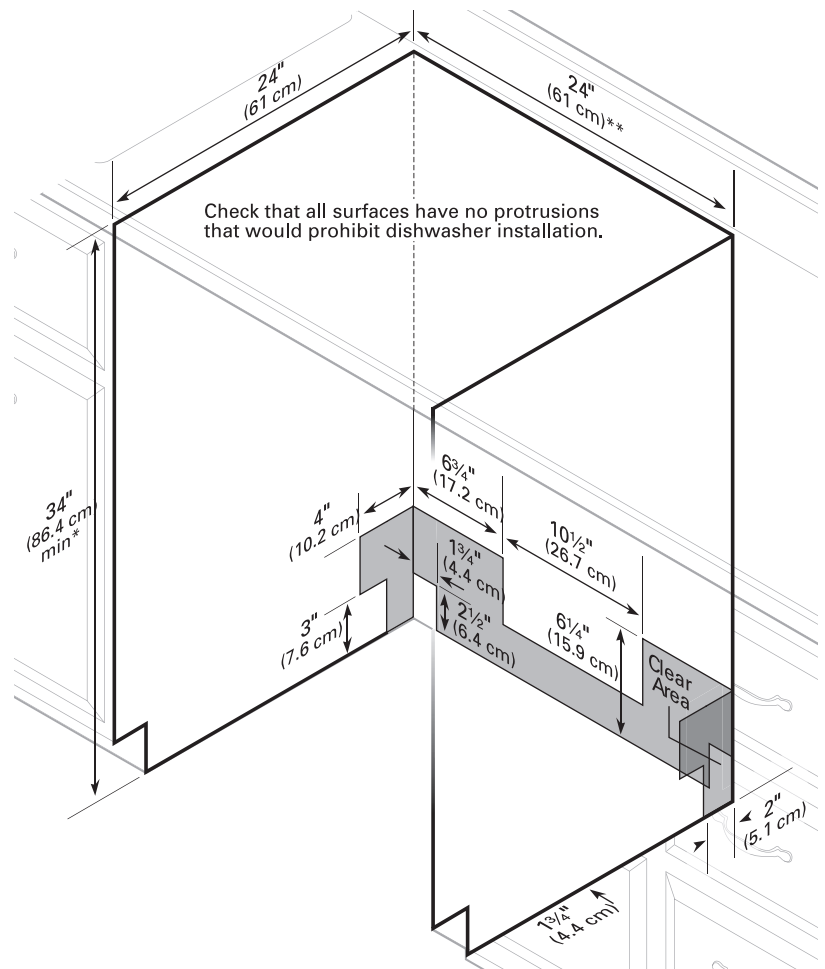 24"
(61 cm)
24"
(61 cm)**
Check that all surfaces have no protrusions
that would prohibit dishwasher installation.
34"
(86.4 cm)
min*
6¾"
(17.2 cm)
4"
(10.2 cm)
10½"
(26.7 cm)
1¾"
(4.4 cm)
3"
(7.6 cm)
2½"
(6.4 cm)
6¼"
(15.9 cm)
Clear
Area
2"
(5.1 cm)
1¾"
(4.4 cm)